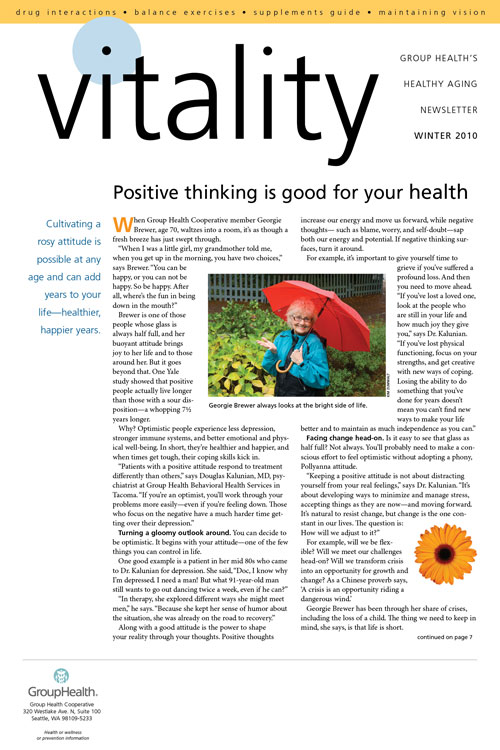 drug interactions • balance exercises • supplements guide • maintaining vision
vitality
GROUP HEALTH'S
HEALTHY AGING
NEWSLETTER
WINTER 2010
Positive thinking is good for your health
Cultivating a
rosy attitude is
possible at any
age and can add
years to your
life—healthier,
happier years.
When Group Health Cooperative member Georgie
Brewer, age 70, waltzes into a room, it's as though a
fresh breeze has just swept through.
"When I was a little girl, my grandmother told me,
when you get up in the morning, you have two choices,"
says Brewer. "You can be
happy, or you can not be
happy. So be happy. After
all, where's the fun in being
down in the mouth?"
Brewer is one of those
people whose glass is
always half full, and her
buoyant attitude brings
joy to her life and to those
around her. But it goes
beyond that. One Yale
study showed that positive
people actually live longer
than those with a sour dis-
position—a whopping 7½
years longer.
Why? Optimistic people experience less depression,
stronger immune systems, and better emotional and phys-
ical well-being. In short, they're healthier and happier, and
when times get tough, their coping skills kick in.
"Patients with a positive attitude respond to treatment
differently than others," says Douglas Kalunian, MD, psy-
chiatrist at Group Health Behavioral Health Services in
Tacoma. "If you're an optimist, you'll work through your
problems more easily—even if you're feeling down. Those
who focus on the negative have a much harder time get-
ting over their depression."
Turning a gloomy outlook around. You can decide to
be optimistic. It begins with your attitude—one of the few
things you can control in life.
One good example is a patient in her mid 80s who came
to Dr. Kalunian for depression. She said, "Doc, I know why
I'm depressed. I need a man! But what 91-year-old man
still wants to go out dancing twice a week, even if he can?"
"In therapy, she explored different ways she might meet
men," he says. "Because she kept her sense of humor about
the situation, she was already on the road to recovery."
Along with a good attitude is the power to shape
your reality through your thoughts. Positive thoughts
increase our energy and move us forward, while negative
thoughts— such as blame, worry, and self-doubt—sap
both our energy and potential. If negative thinking sur-
faces, turn it around.
For example, it's important to give yourself time to
grieve if you've suffered a
profound loss. And then
you need to move ahead.
"If you've lost a loved one,
look at the people who
are still in your life and
how much joy they give
you," says Dr. Kalunian.
"If you've lost physical
functioning, focus on your
strengths, and get creative
with new ways of coping.
Losing the ability to do
something that you've
done for years doesn't
mean you can't find new
ways to make your life
better and to maintain as much independence as you can."
Facing change head-on. Is it easy to see that glass as
half full? Not always. You'll probably need to make a con-
scious effort to feel optimistic without adopting a phony,
Pollyanna attitude.
"Keeping a positive attitude is not about distracting
yourself from your real feelings," says Dr. Kalunian. "It's
about developing ways to minimize and manage stress,
accepting things as they are now—and moving forward.
It's natural to resist change, but change is the one con-
stant in our lives. The question is:
How will we adjust to it?"
For example, will we be flex-
ible? Will we meet our challenges
head-on? Will we transform crisis
into an opportunity for growth and
change? As a Chinese proverb says,
'A crisis is an opportunity riding a
dangerous wind.'
Georgie Brewer has been through her share of crises,
including the loss of a child. The thing we need to keep in
mind, she says, is that life is short.
continued on page 7
Georgie Brewer always looks at the bright side of life.
GroupHealth.
Group Health Cooperative
320 Westlake Ave. N, Suite 100
Seattle, WA 98109-5233
Health or wellness
or prevention information